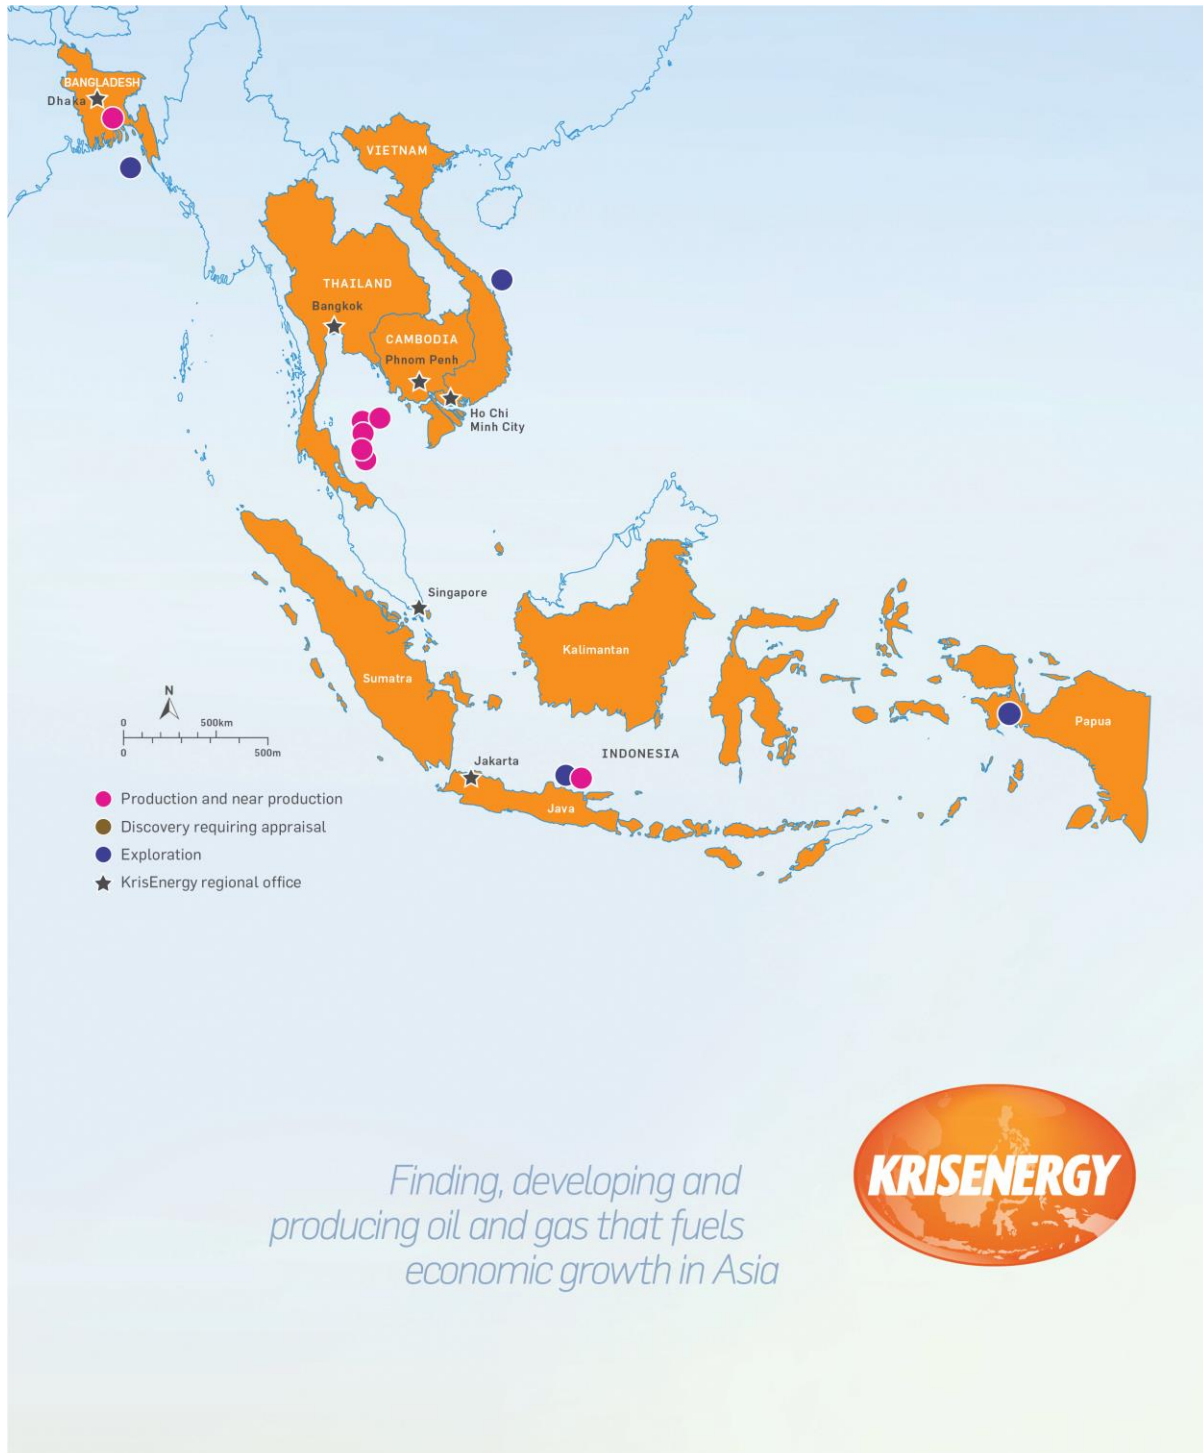 BANGLADESH
Dhaka
VIETNAM
THAILAND
Bangkok
CAMBODIA
Phnom Penh
Ho Chi
Minh City
Singapore
Kalimantan
Sumatra
Papua
N
0 500km
0 500m
INDONESIA
Jakarta
Java
Production and near production
Discovery requiring appraisal
Exploration
KrisEnergy regional office
KRISENERGY
Finding, developing and
producing oil and gas that fuels
economic growth in Asia